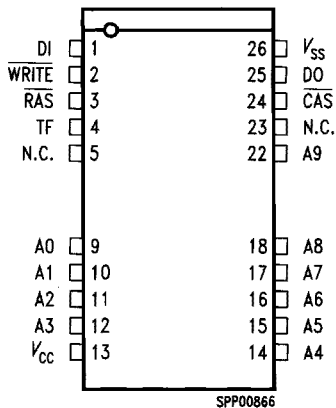 DI 1 26 VSS
WRITE 2 25 DO
RAS 3 24 CAS
TF 4 23 N.C.
N.C. 5 22 A9
A0 9 18 A8
A1 10 17 A7
A2 11 16 A6
A3 12 15 A5
VCC 13 14 A4
SPP00866